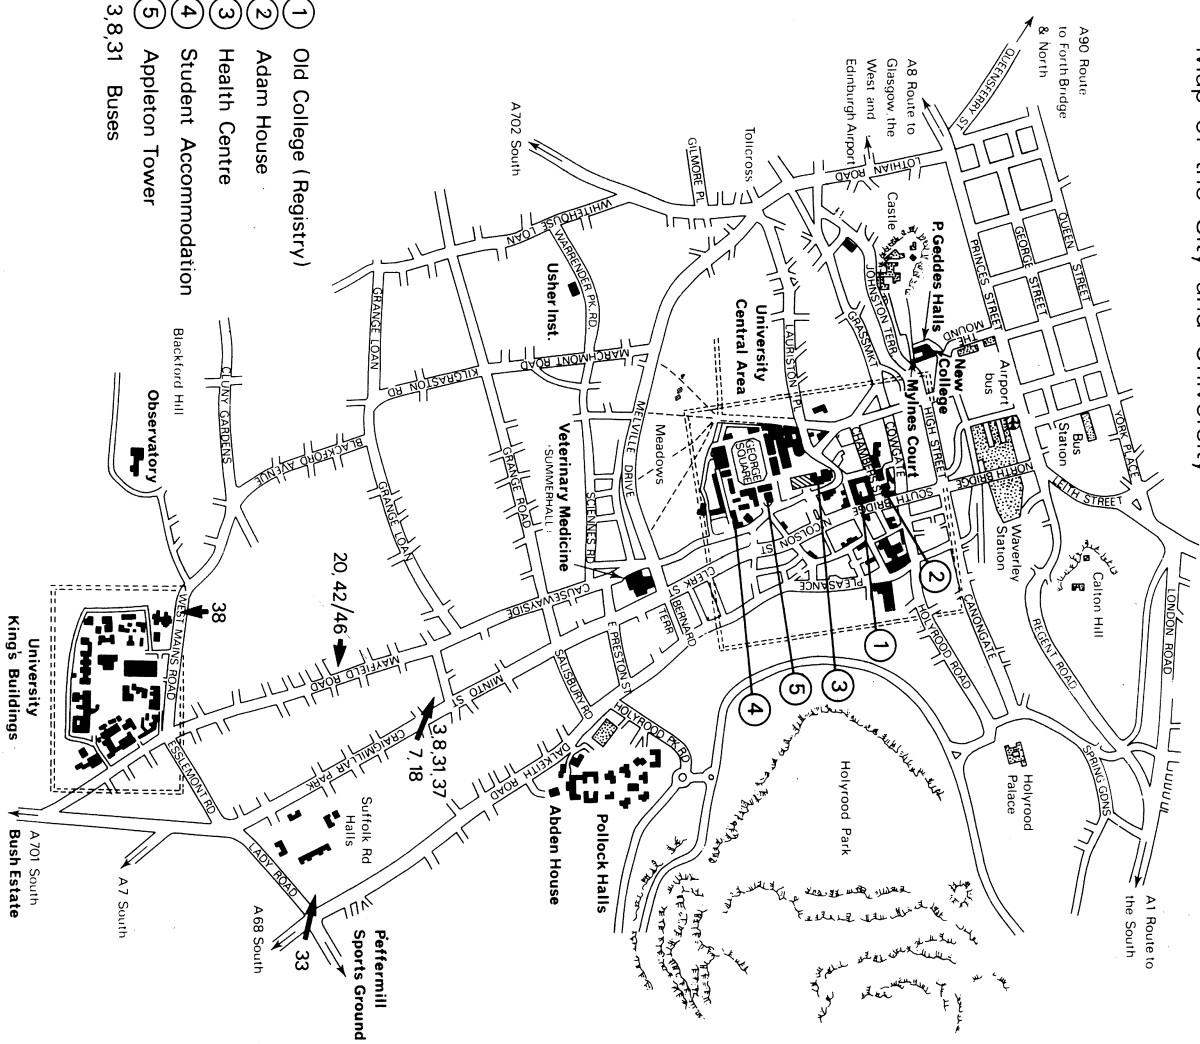 Map of the City and University
A90 Route
to Forth Bridge
& North
QUEENSFERRY ST
A8 Route to
Glasgow, the
West and
Edinburgh Airport
LOTHIAN
ROAD
QUEEN STREET
GEORGE
STREET
PRINCES STREET
YORK PLACE
Bus
Station
LEITH STREET
LONDON ROAD
Calton Hill
REGENT ROAD
Waverley
Station
NORTH BRIDGE
Airport
bus
THE
MOUND
Castle
P. Geddes Halls
New
College
Mylnes Court
JOHNSTON TERR
GRASSMKT
HIGH STREET
COWGATE
CHAMBERS ST
SOUTH BRIDGE
CANONGATE
HOLYROOD ROAD
SPRING GDNS
Holyrood
Palace
A1 Route to
the South
Holyrood Park
Tollcross
LAURISTON PL
University
Central Area
GEORGE
SQUARE
NICOLSON
ST
PLEASANCE
2
1
3
5
4
Meadows
MELVILLE DRIVE
GILMORE PL
A702 South
WHITEHOUSE LOAN
WARRENDER PK. RD.
Usher Inst.
MARCHMONT ROAD
KILGRASTON RD
Veterinary Medicine
(SUMMERHALL)
SCIENNES RD
CAUSEWAYSIDE
CLERK S
BERNARD
TERR
E PRESTON ST
SALISBURY RD
HOLYROOD PK RD
Pollock Halls
Abden House
DALKEITH
ROAD
MINTO S
CRAIGMILLAR PARK
MAYFIELD ROAD
GRANGE ROAD
GRANGE LOAN
GRANGE LOAN
BLACKFORD AVENUE
CLUNY GARDENS
Blackford Hill
Observatory
20,42/46
38
3,8,31,37
7,18
33
WEST MAINS ROAD
University
King's Buildings
ESSLEMONT RD
Suffolk Rd
Halls
LADY ROAD
A701 South
Bush Estate
A7 South
A68 South
Peffermill
Sports Ground
1 Old College (Registry)
2 Adam House
3 Health Centre
4 Student Accommodation
5 Appleton Tower
3,8,31 Buses